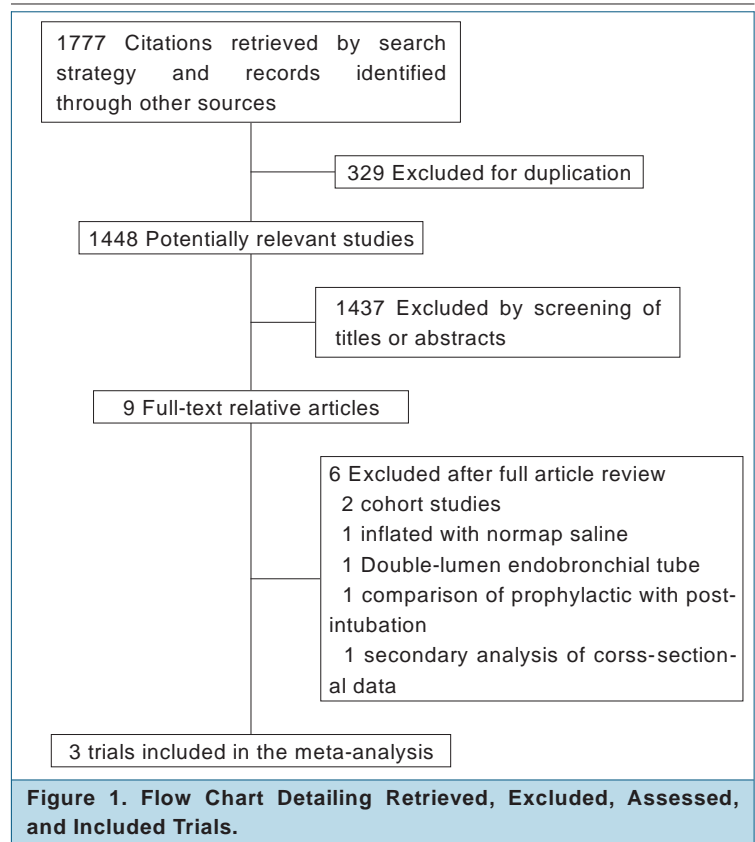 1777 Citations retrieved by search
strategy and records identified
through other sources
329 Excluded for duplication
1448 Potentially relevant studies
1437 Excluded by screening of
titles or abstracts
9 Full-text relative articles
6 Excluded after full article review
2 cohort studies
1 inflated with normap saline
1 Double-lumen endobronchial tube
1 comparison of prophylactic with post-
intubation
1 secondary analysis of corss-section-
al data
3 trials included in the meta-analysis
Figure 1. Flow Chart Detailing Retrieved, Excluded, Assessed,
and Included Trials.